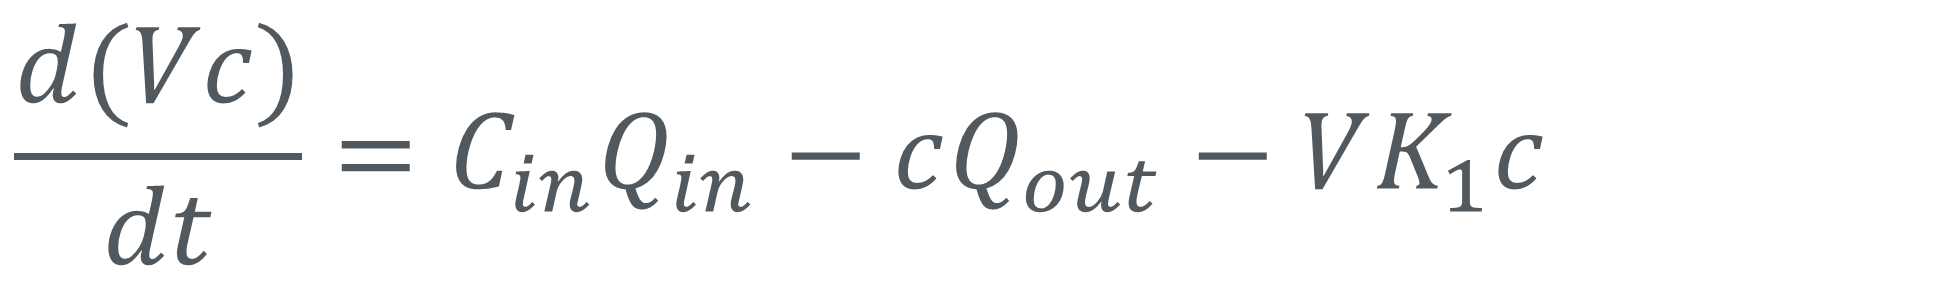 d(Vc)/dt = C_in Q_in − cQ_out − VK_1c